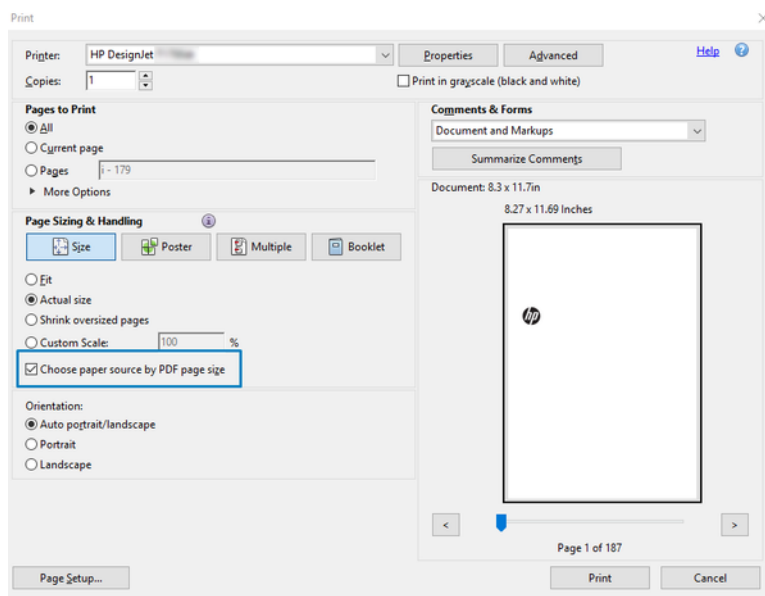 Print
Printer: HP DesignJet Properties Advanced Help
Copies: 1 Print in grayscale (black and white)
Pages to Print
All
Current page
Pages i - 179
More Options
Comments & Forms
Document and Markups
Summarize Comments
Page Sizing & Handling
Size Poster Multiple Booklet
Fit
Actual size
Shrink oversized pages
Custom Scale: 100 %
Choose paper source by PDF page size
Orientation:
Auto portrait/landscape
Portrait
Landscape
Document: 8.3 x 11.7in
8.27 x 11.69 Inches
hp
< >
Page 1 of 187
Page Setup... Print Cancel